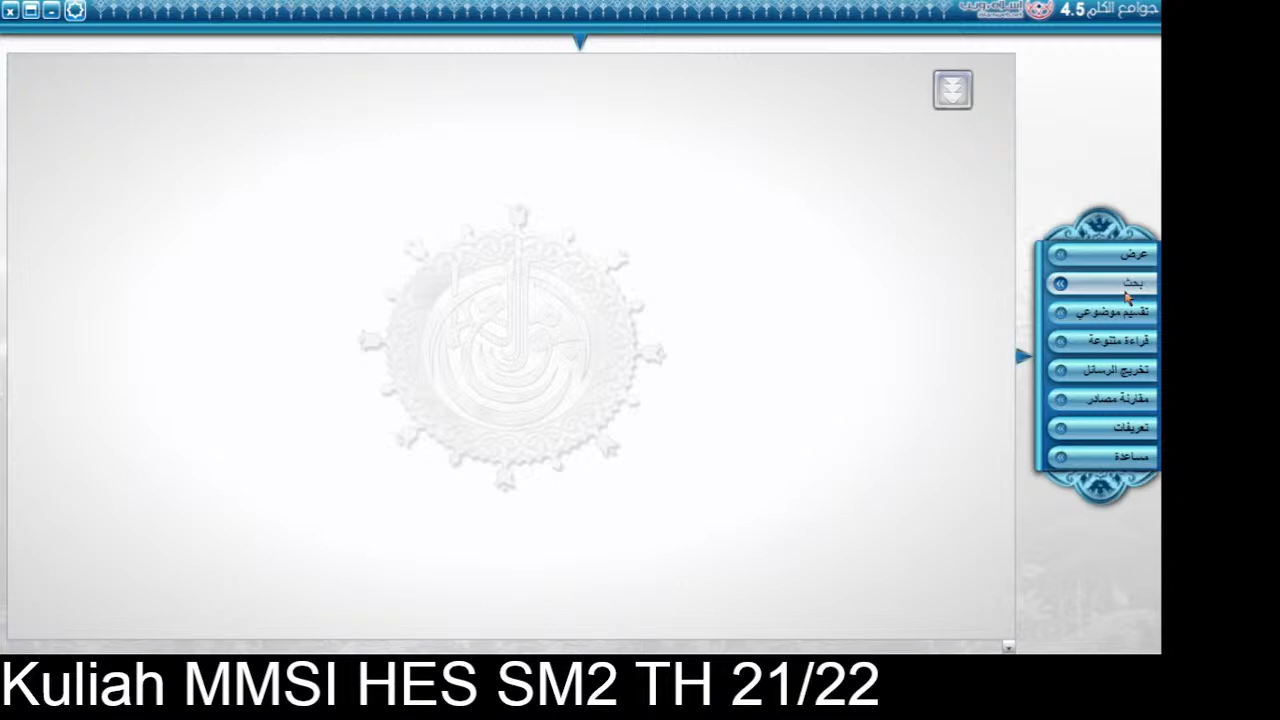 جوامع الكلم 4.5
عرض
بحث
تقسيم موضوعي
قراءة متنوعة
تخريج الرسائل
مقارنة مصادر
تعريفات
مساعدة
Kuliah MMSI HES SM2 TH 21/22